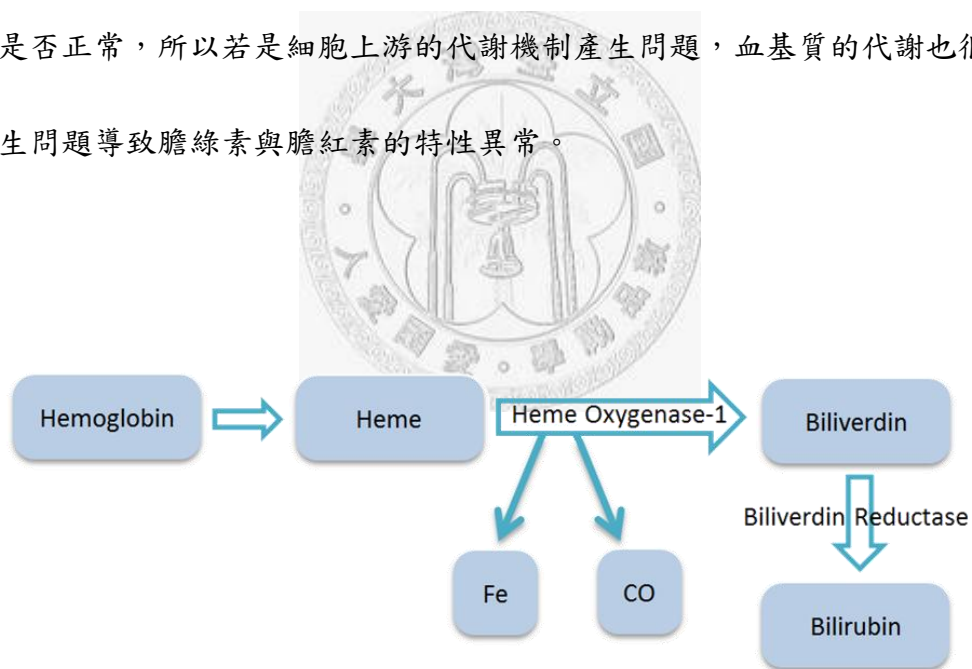 是否正常，所以若是細胞上游的代謝機制產生問題，血基質的代謝也
生問題導致膽綠素與膽紅素的特性異常。
Hemoglobin
Heme
Heme Oxygenase-1
Biliverdin
Biliverdin Reductase
Fe
CO
Bilirubin